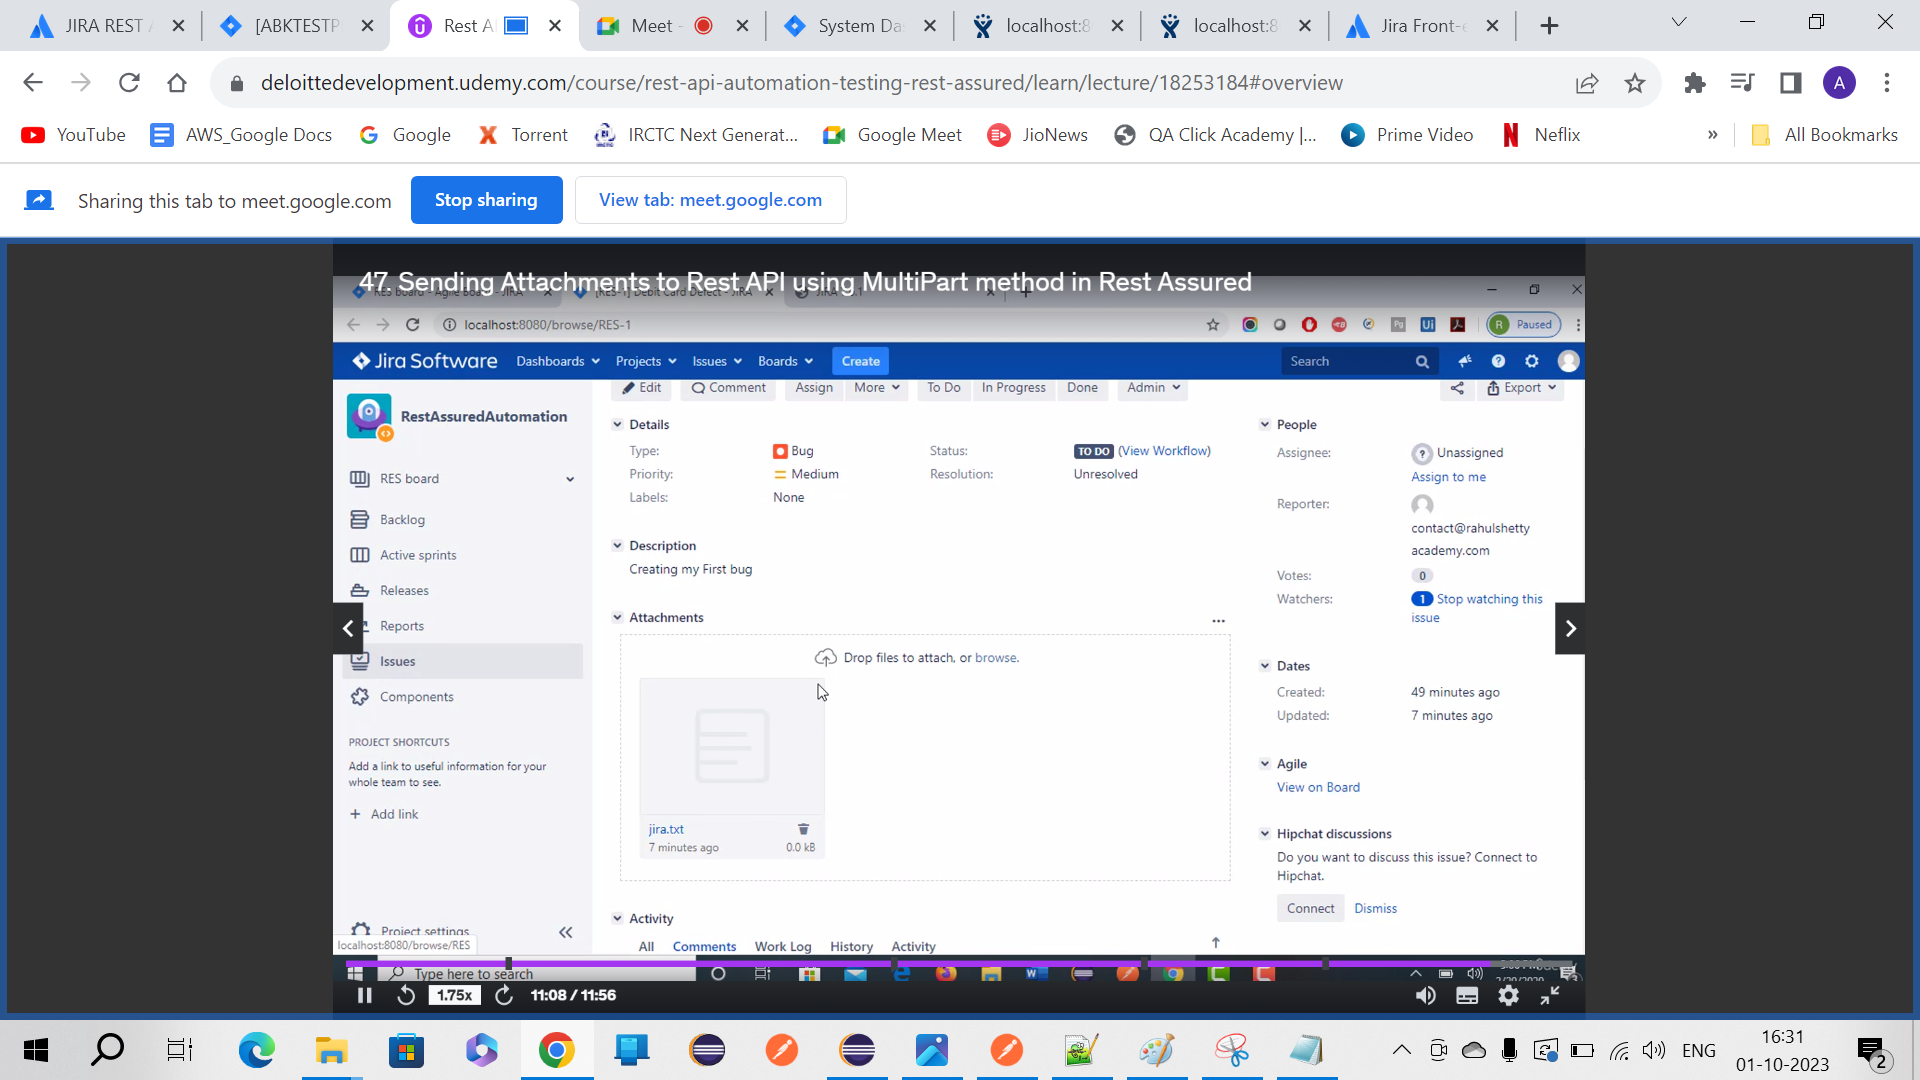 JIRA REST
[ABKTESTP
Rest A
Meet -
System Da
localhost:8
localhost:8
Jira Front-e
deloittedevelopment.udemy.com/course/rest-api-automation-testing-rest-assured/learn/lecture/18253184#overview
A
YouTube
AWS_Google Docs
Google
Torrent
IRCTC Next Generat...
Google Meet
JioNews
QA Click Academy |...
Prime Video
Neflix
»
All Bookmarks
Sharing this tab to meet.google.com
Stop sharing
View tab: meet.google.com
47. Sending Attachments to Rest API using MultiPart method in Rest Assured
localhost:8080/browse/RES-1
R Paused
Jira Software
Dashboards
Projects
Issues
Boards
Create
Search
RestAssuredAutomation
RES board
Backlog
Active sprints
Releases
Reports
Issues
Components
PROJECT SHORTCUTS
Add a link to useful information for your
whole team to see.
+ Add link
Project settings
localhost:8080/browse/RES
Edit
Comment
Assign
More
To Do
In Progress
Done
Admin
Export
Details
Type: Bug
Status: TO DO (View Workflow)
Priority: Medium
Resolution: Unresolved
Labels: None
Description
Creating my First bug
Attachments
Drop files to attach, or browse.
jira.txt
7 minutes ago 0.0 kB
Activity
All Comments Work Log History Activity
People
Assignee: Unassigned
Assign to me
Reporter:
contact@rahulshetty
academy.com
Votes: 0
Watchers: 1 Stop watching this
issue
Dates
Created: 49 minutes ago
Updated: 7 minutes ago
Agile
View on Board
Hipchat discussions
Do you want to discuss this issue? Connect to
Hipchat.
Connect Dismiss
Type here to search
1.75x
11:08 / 11:56
ENG
16:31
01-10-2023
2